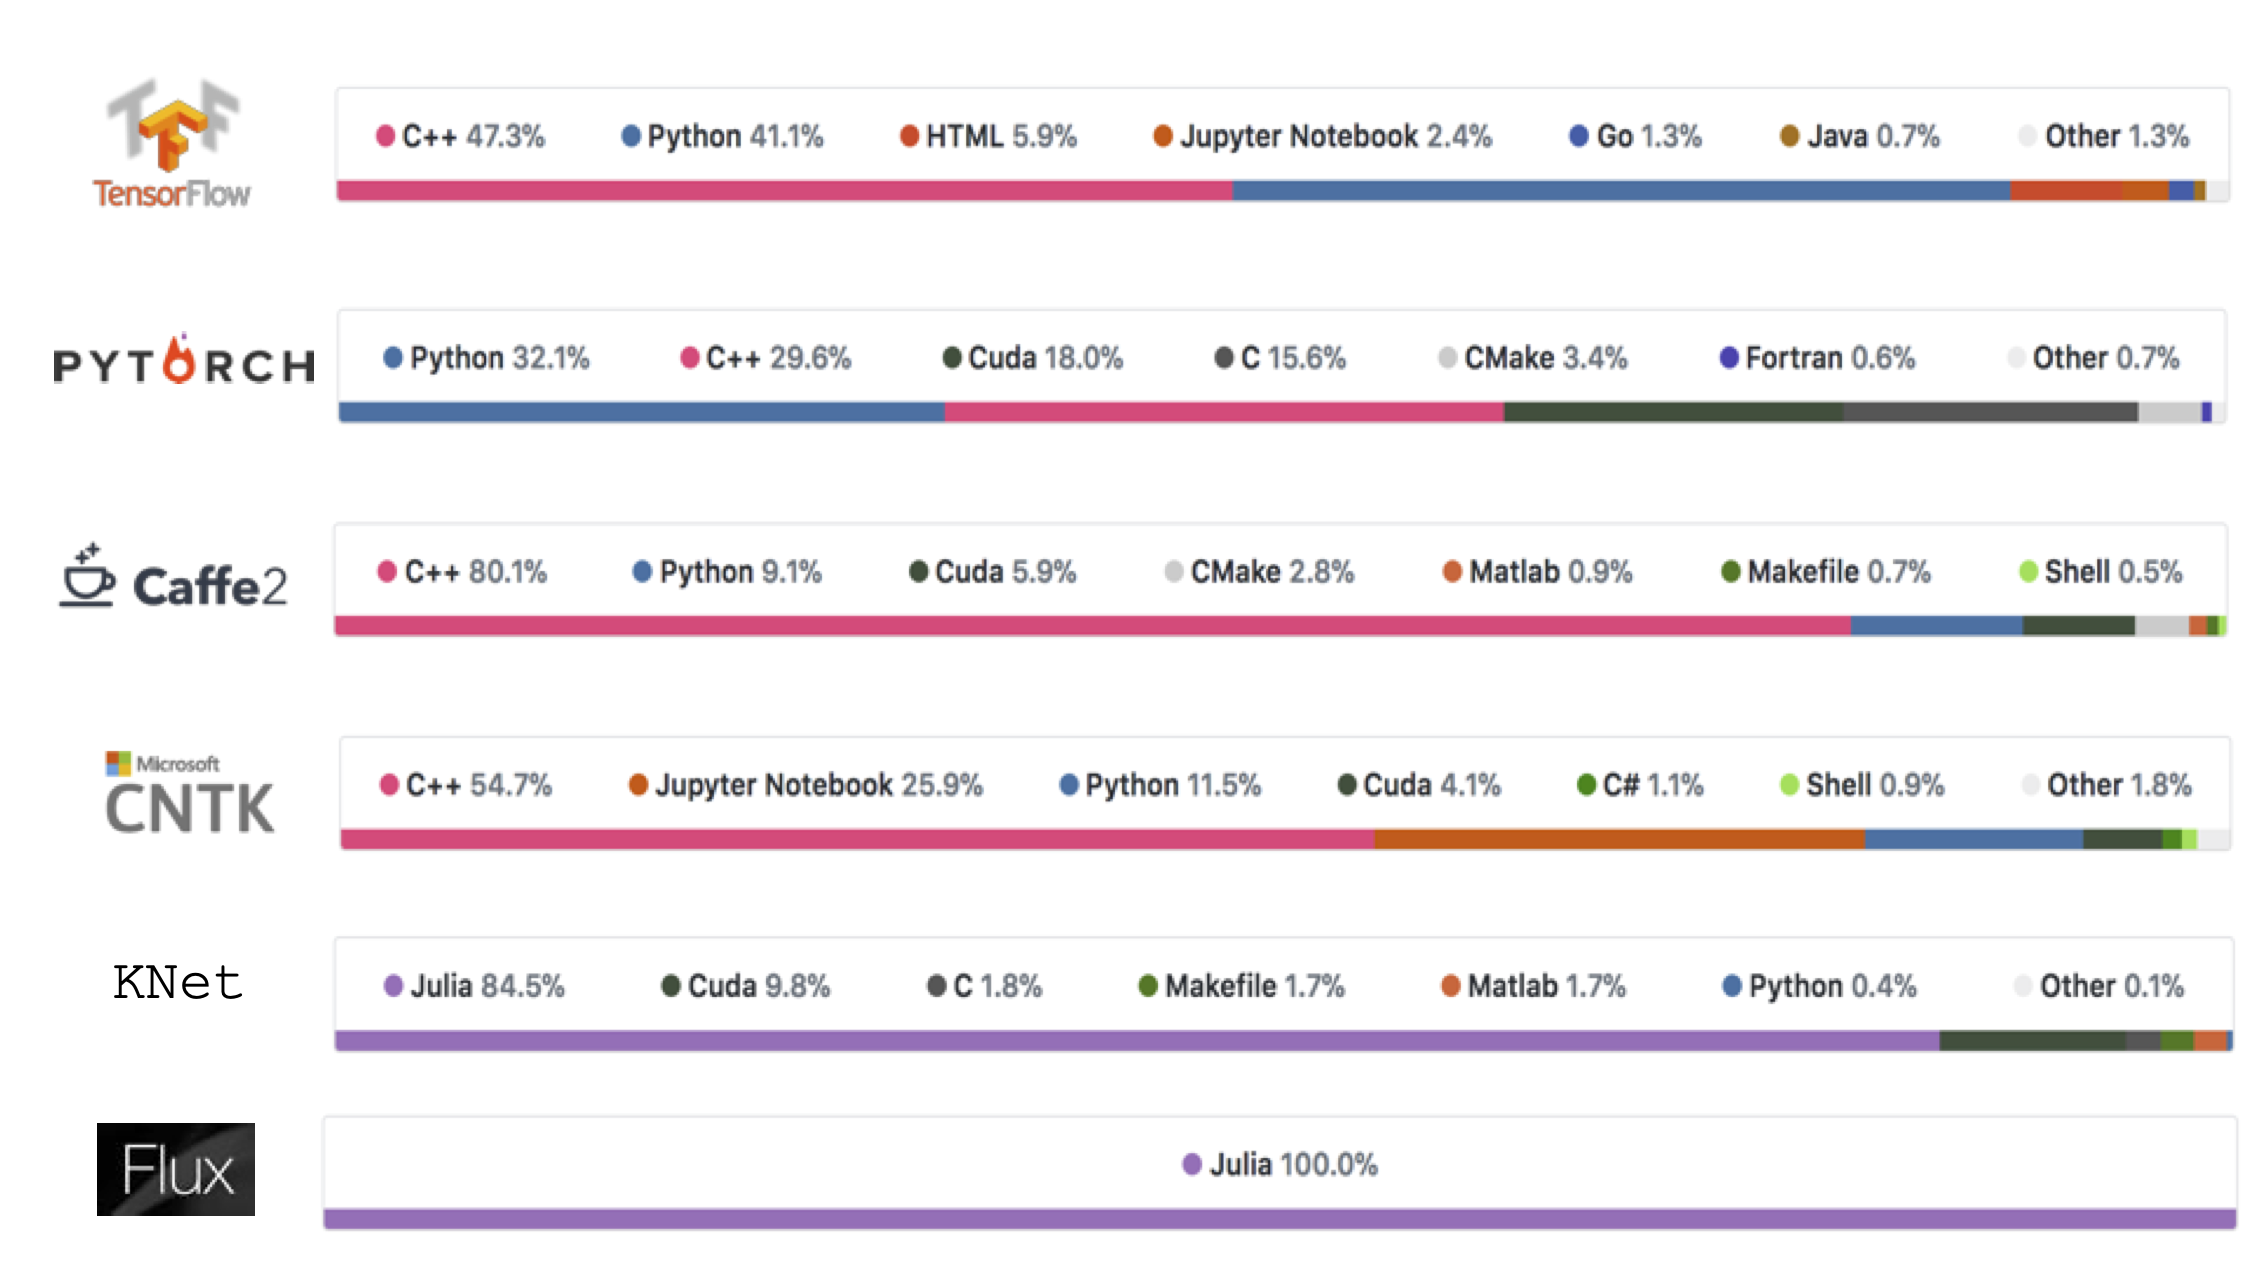 C++ 47.3% Python 41.1% HTML 5.9% Jupyter Notebook 2.4% Go 1.3% Java 0.7% Other 1.3%
TensorFlow
PYTORCH Python 32.1% C++ 29.6% Cuda 18.0% C 15.6% CMake 3.4% Fortran 0.6% Other 0.7%
Caffe2 C++ 80.1% Python 9.1% Cuda 5.9% CMake 2.8% Matlab 0.9% Makefile 0.7% Shell 0.5%
Microsoft
CNTK C++ 54.7% Jupyter Notebook 25.9% Python 11.5% Cuda 4.1% C# 1.1% Shell 0.9% Other 1.8%
KNet Julia 84.5% Cuda 9.8% C 1.8% Makefile 1.7% Matlab 1.7% Python 0.4% Other 0.1%
Flux Julia 100.0%